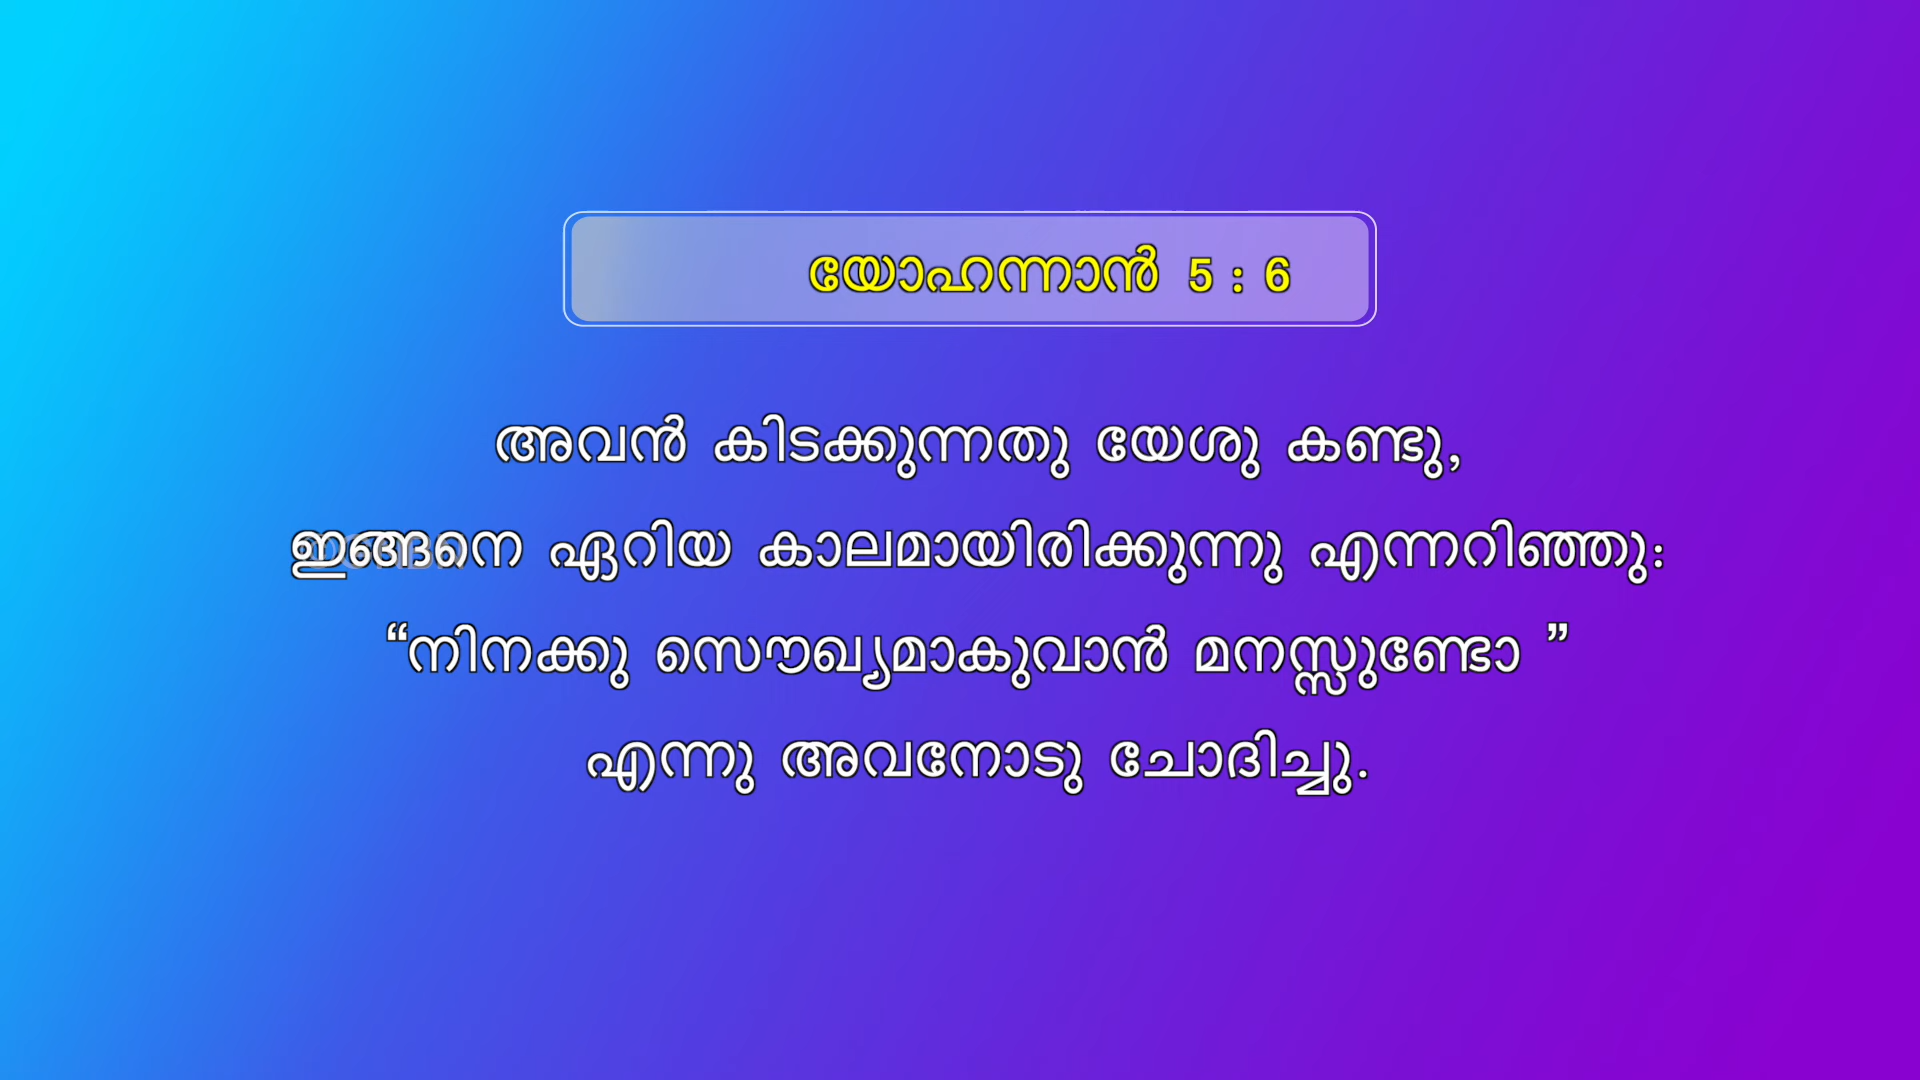 യോഹന്നാൻ 5 : 6
അവൻ കിടക്കുന്നതു യേശു കണ്ടു,
ഇങ്ങനെ ഏറിയ കാലമായിരിക്കുന്നു എന്നറിഞ്ഞു:
“നിനക്കു സൌഖ്യമാകുവാൻ മനസ്സുണ്ടോ ”
എന്നു അവനോടു ചോദിച്ചു.